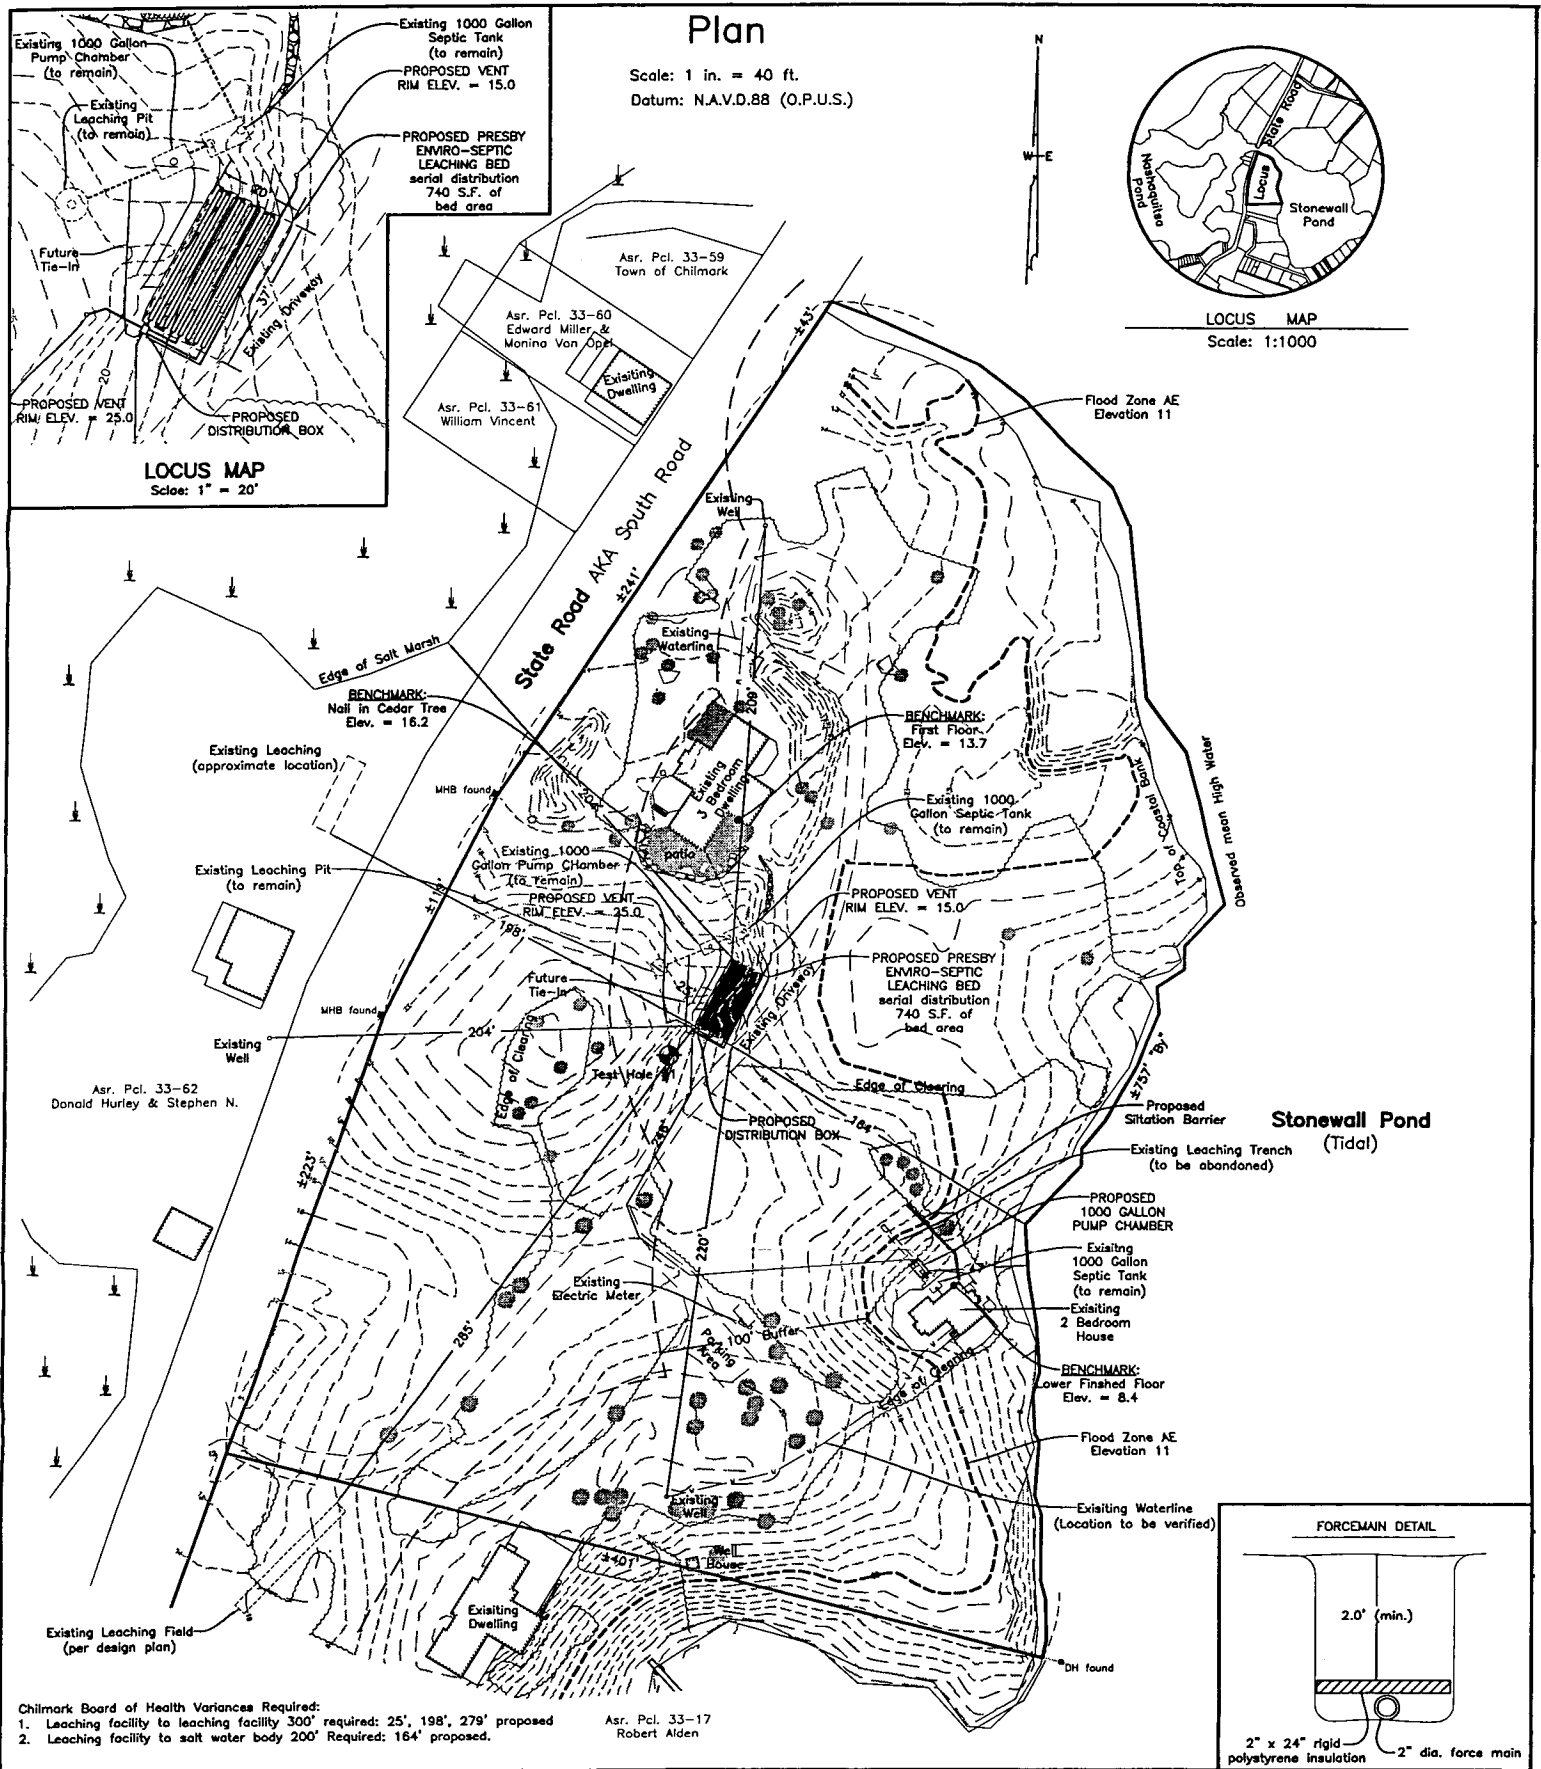 Plan
Scale: 1 in. = 40 ft.
Datum: N.A.V.D.88 (O.P.U.S.)
Existing 1000 Gallon
Septic Tank
(to remain)
Existing 1000 Gallon
Pump Chamber
(to remain)
PROPOSED VENT
RIM ELEV. = 15.0
Existing
Leaching Pit
(to remain)
PROPOSED PRESBY
ENVIRO-SEPTIC
LEACHING BED
serial distribution
740 S.F. of
bed area
20'
Future
Tie-In
37'
Existing Driveway
20
PROPOSED VENT
RIM ELEV. = 25.0
PROPOSED
DISTRIBUTION BOX
LOCUS MAP
Scloe: 1" = 20'
N
W E
State Road
Nashaquitsa
Pond
Locus
Stonewall
Pond
LOCUS MAP
Scale: 1:1000
Asr. Pcl. 33-59
Town of Chilmark
Asr. Pcl. 33-60
Edward Miller &
Monina Von Opel
Exisiting
Dwelling
Asr. Pcl. 33-61
William Vincent
±43'
Flood Zone AE
Elevation 11
State Road AKA South Road
±241'
Existing
Well
Existing
Waterline
Edge of Salt Marsh
BENCHMARK:
Nail in Cedar Tree
Elev. = 16.2
209'
BENCHMARK:
First Floor
Elev. = 13.7
Existing Leaching
(approximate location)
MHB found
204'
Existing
3 Bedroom
Dwelling
patio
Existing 1000
Gallon Septic Tank
(to remain)
Top of Coastal Bank
Observed mean High Water
Existing 1000
Gallon Pump CHamber
(to remain)
Existing Leaching Pit
(to remain)
±119'
PROPOSED VENT
RIM ELEV. = 25.0
PROPOSED VENT
RIM ELEV. = 15.0
198'
Future
Tie-In
25'
PROPOSED PRESBY
ENVIRO-SEPTIC
LEACHING BED
serial distribution
740 S.F. of
bed area
Existing Driveway
MHB found
204'
Existing
Well
Edge of Clearing
Test Hole #1
Edge of Clearing
±757' "By"
Asr. Pcl. 33-62
Donald Hurley & Stephen N.
PROPOSED
DISTRIBUTION BOX
164'
248'
Proposed
Siltation Barrier
Stonewall Pond
(Tidal)
Existing Leaching Trench
(to be abandoned)
±223'
PROPOSED
1000 GALLON
PUMP CHAMBER
220'
Exisitng
1000 Gallon
Septic Tank
(to remain)
Existing
Electric Meter
Exisiting
2 Bedroom
House
285'
100' Buffer
Parking
Area
Edge of Clearing
BENCHMARK:
Lower Finshed Floor
Elev. = 8.4
Flood Zone AE
Elevation 11
Existing
Well
Exisiting Waterline
(Location to be verified)
±401'
Well
House
Exisiting
Dwelling
Existing Leaching Field
(per design plan)
DH found
FORCEMAIN DETAIL
2.0' (min.)
2" x 24" rigid
polystyrene insulation
2" dia. force main
Chilmark Board of Health Variances Required:
1. Leaching facility to leaching facility 300' required: 25', 198', 279' proposed
2. Leaching facility to salt water body 200' Required: 164' proposed.
Asr. Pcl. 33-17
Robert Alden